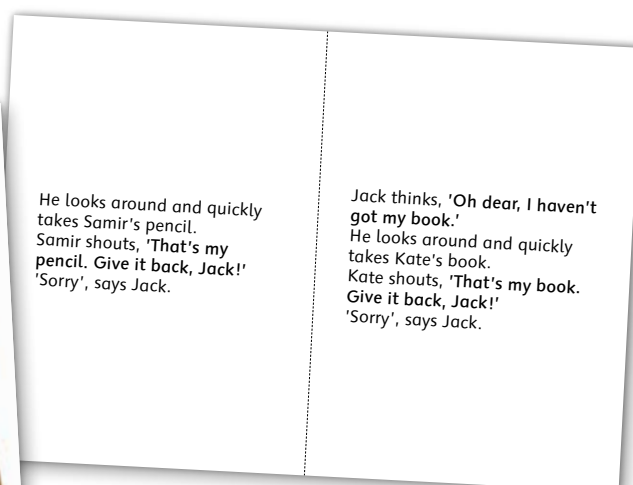 He looks around and quickly
takes Samir's pencil.
Samir shouts, 'That's my
pencil. Give it back, Jack!'
'Sorry', says Jack.
Jack thinks, 'Oh dear, I haven't
got my book.'
He looks around and quickly
takes Kate's book.
Kate shouts, 'That's my book.
Give it back, Jack!'
'Sorry', says Jack.